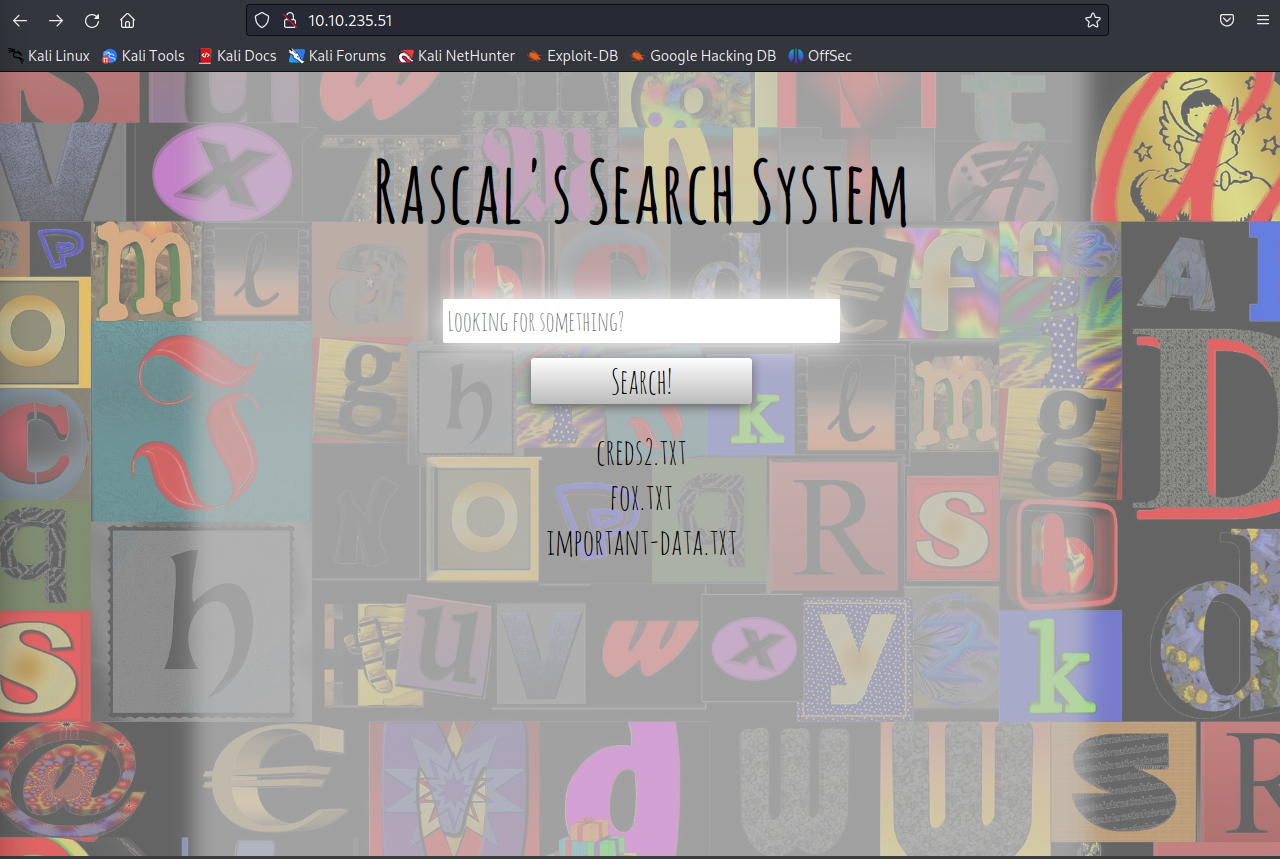 10.10.235.51
Kali Linux Kali Tools Kali Docs Kali Forums Kali NetHunter Exploit-DB Google Hacking DB OffSec
Rascal's Search System
Looking for something?
Search!
creds2.txt
fox.txt
important-data.txt